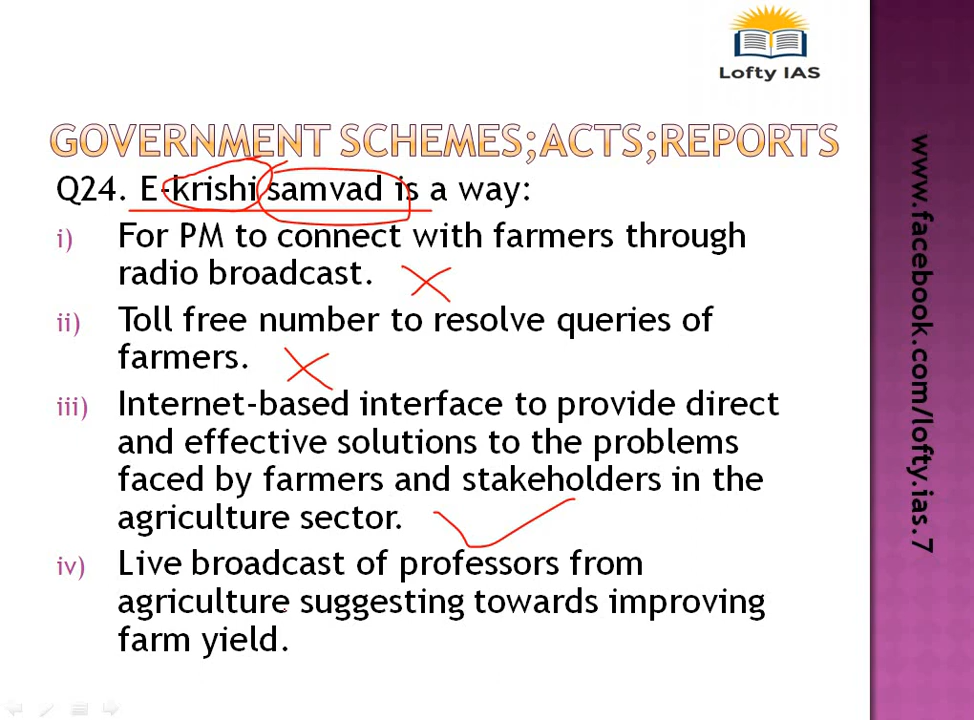 Lofty IAS
GOVERNMENT SCHEMES;ACTS;REPORTS
Q24. E-krishi samvad is a way:
i) For PM to connect with farmers through
radio broadcast.
ii) Toll free number to resolve queries of
farmers.
iii) Internet-based interface to provide direct
and effective solutions to the problems
faced by farmers and stakeholders in the
agriculture sector.
iv) Live broadcast of professors from
agriculture suggesting towards improving
farm yield.
www.facebook.com/lofty.ias.7